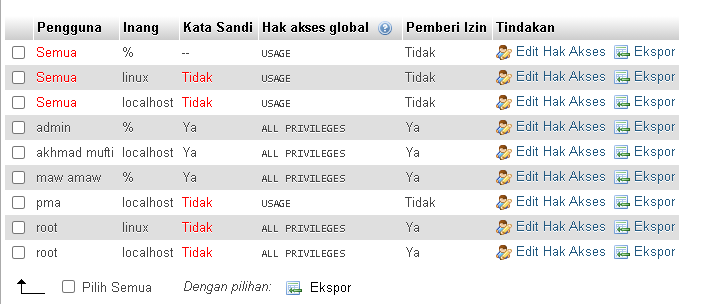 Pengguna Inang Kata Sandi Hak akses global Pemberi Izin Tindakan
Semua % -- USAGE Tidak Edit Hak Akses Ekspor
Semua linux Tidak USAGE Tidak Edit Hak Akses Ekspor
Semua localhost Tidak USAGE Tidak Edit Hak Akses Ekspor
admin % Ya ALL PRIVILEGES Ya Edit Hak Akses Ekspor
akhmad mufti localhost Ya ALL PRIVILEGES Ya Edit Hak Akses Ekspor
maw amaw % Ya ALL PRIVILEGES Ya Edit Hak Akses Ekspor
pma localhost Tidak USAGE Tidak Edit Hak Akses Ekspor
root linux Tidak ALL PRIVILEGES Ya Edit Hak Akses Ekspor
root localhost Tidak ALL PRIVILEGES Ya Edit Hak Akses Ekspor
Pilih Semua Dengan pilihan: Ekspor